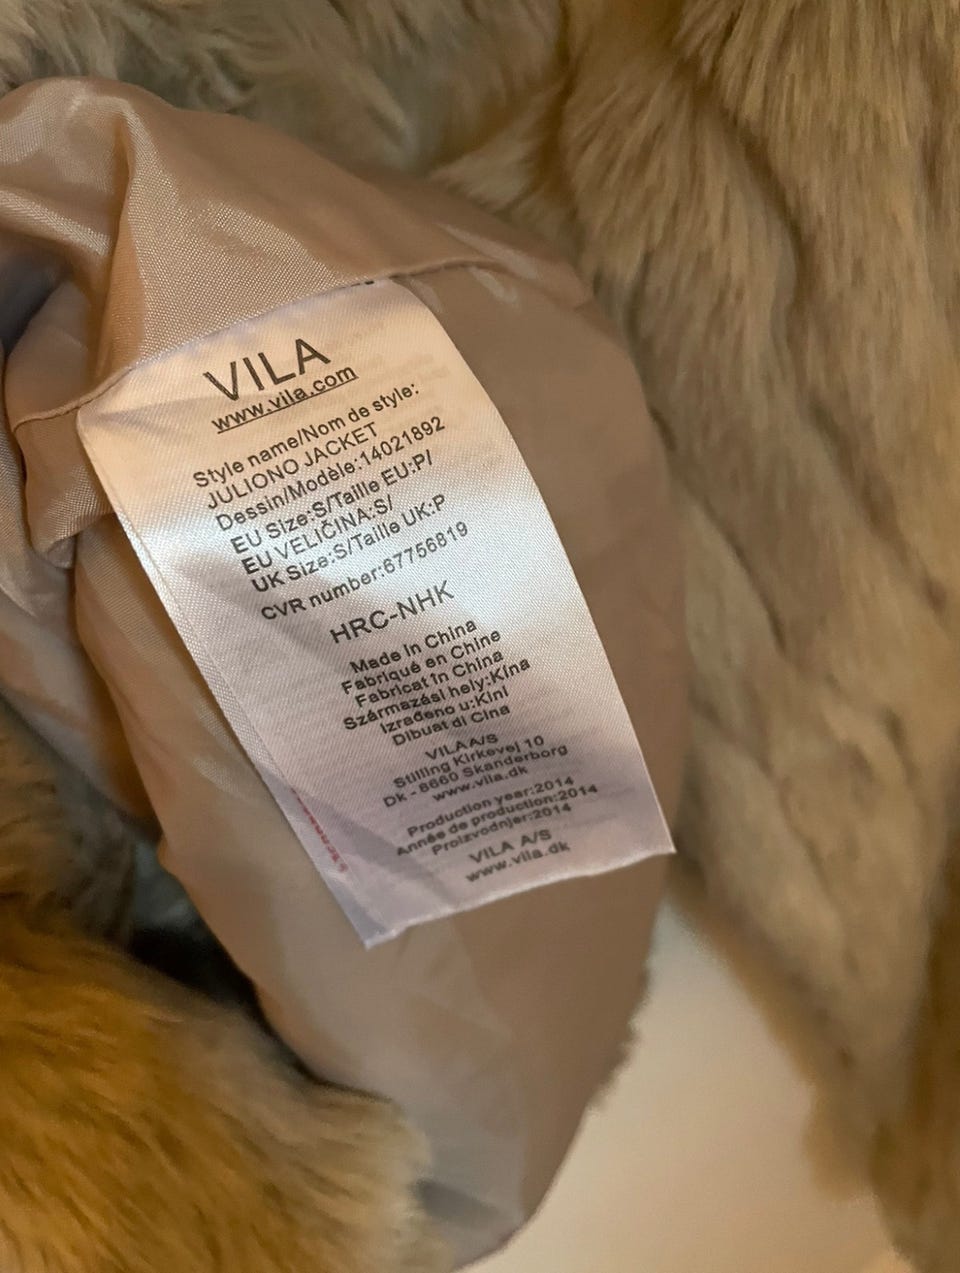 VILA
www.vila.com
Style name/Nom de style:
JULIONO JACKET
Dessin/Modèle:14021892
EU Size:S/Taille EU:P/
EU VELIČINA:S/
UK Size:S/Taille UK:P
CVR number:67756819
HRC-NHK
Made in China
Fabriqué en Chine
Fabricat în China
Származási hely:Kína
Izrađeno u:Kini
Dibuat di Cina
VILA A/S
Stilling Kirkevej 10
DK - 8660 Skanderborg
www.vila.dk
Production year:2014
Année de production:2014
Proizvodnjer:2014
VILA A/S
www.vila.dk